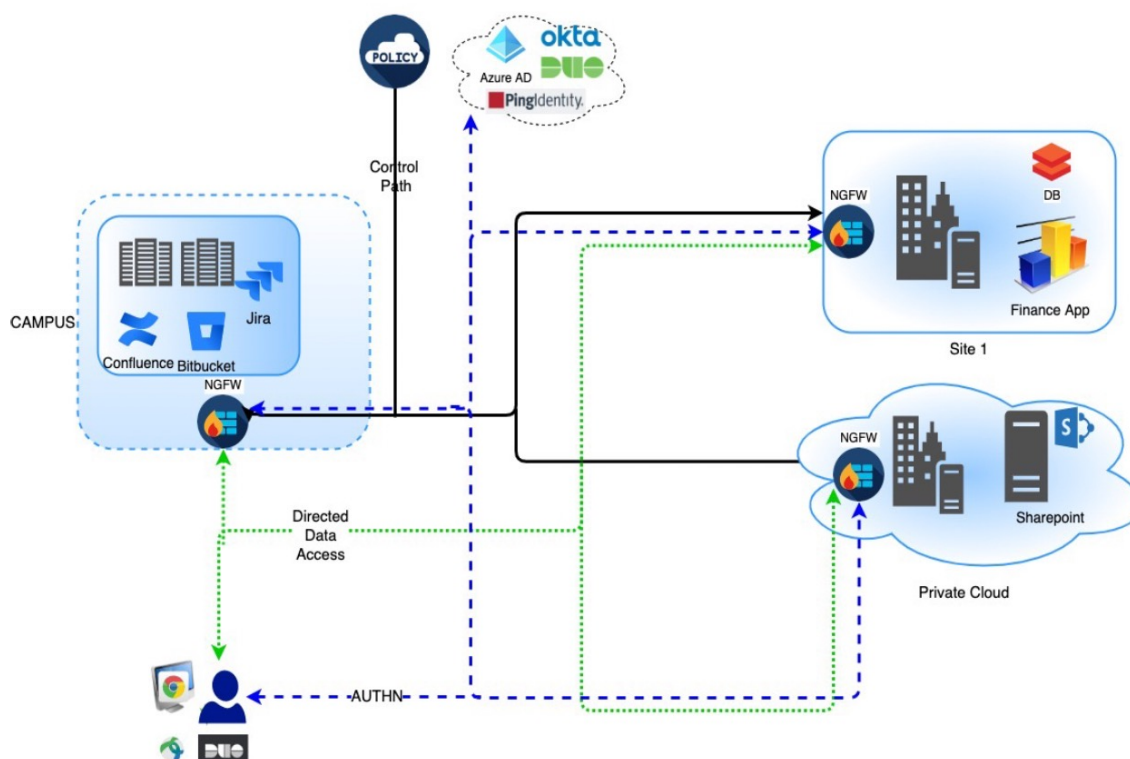 POLICY
okta
Azure AD
DUO
PingIdentity.
Control
Path
NGFW
DB
Finance App
Site 1
CAMPUS
Jira
Confluence
Bitbucket
NGFW
NGFW
S
Sharepoint
Private Cloud
Directed
Data
Access
AUTHN
DUO